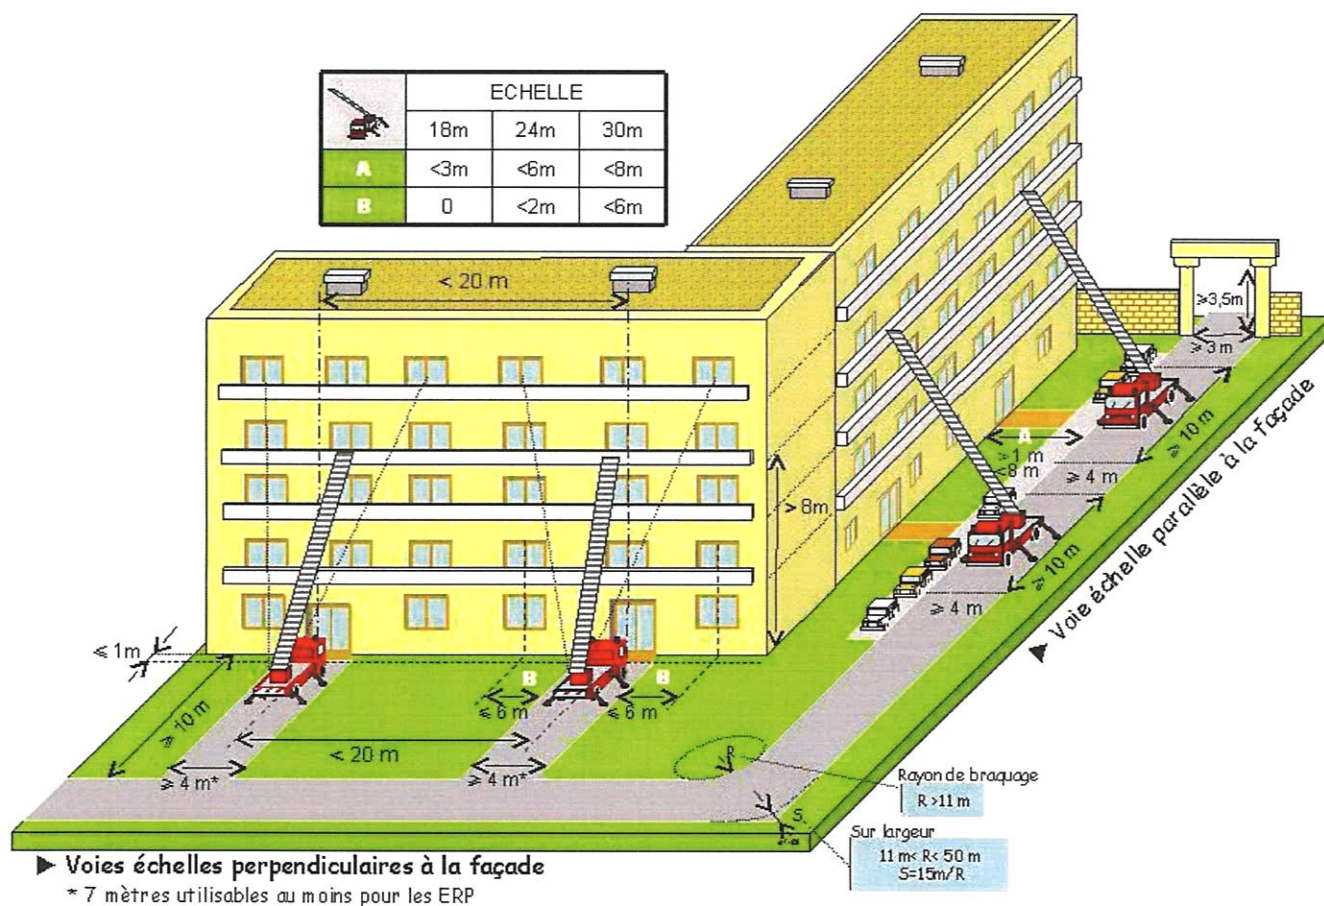 ECHELLE
18m 24m 30m
A <3m <6m <8m
B 0 <2m <6m
< 20 m
≥3,5m
≥ 3 m
A
>1 m
<8 m
≥ 10 m
≥ 4 m
> 8m
≥ 10 m
≥ 4 m
► Voie échelle parallèle à la façade
≤ 1m
B B
≤ 6 m ≤ 6 m
≥ 10 m
< 20 m
≥ 4 m* ≥ 4 m*
R
Rayon de braquage
R >11 m
S
Sur largeur
11 m< R< 50 m
S=15m/R
► Voies échelles perpendiculaires à la façade
* 7 mètres utilisables au moins pour les ERP